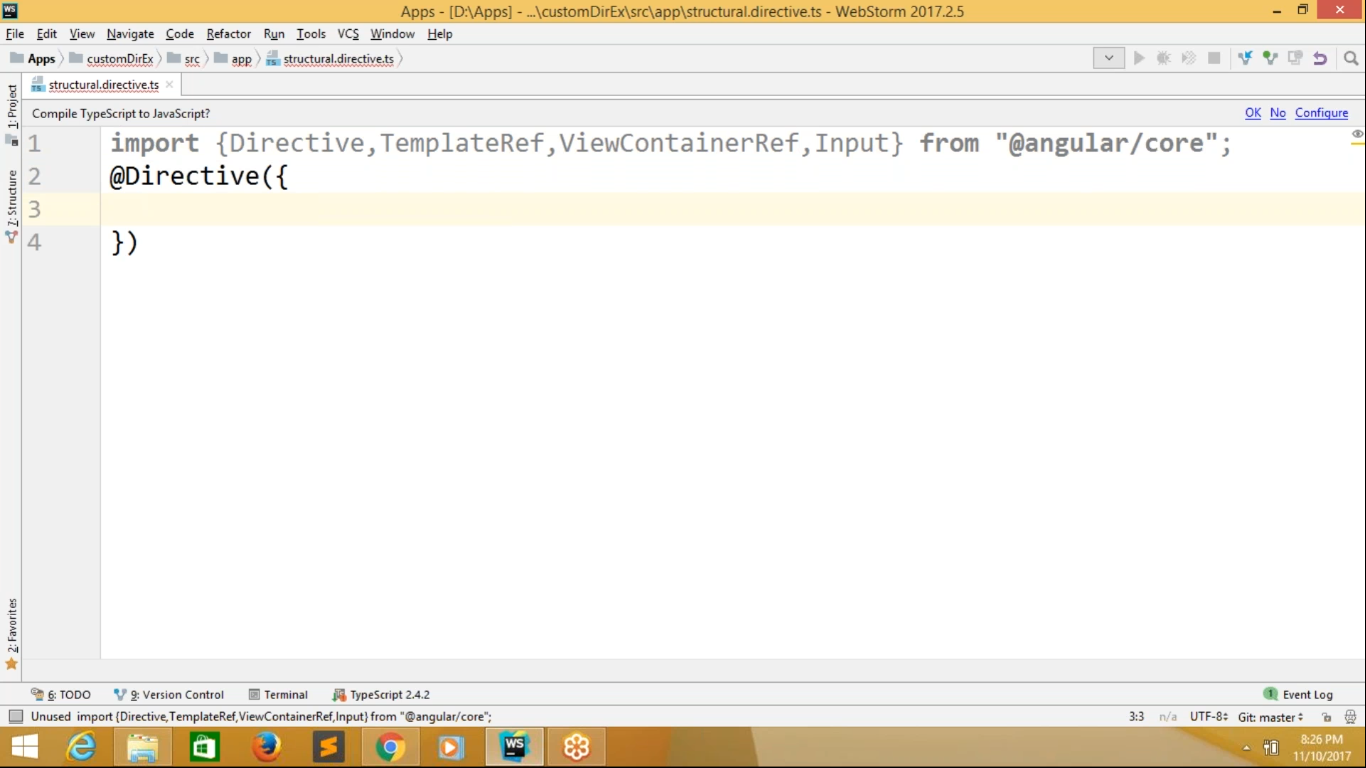 WS
Apps - [D:\Apps] - ...\customDirEx\src\app\structural.directive.ts - WebStorm 2017.2.5
File Edit View Navigate Code Refactor Run Tools VCS Window Help
Apps customDirEx src app structural.directive.ts
structural.directive.ts
Compile TypeScript to JavaScript? OK No Configure
1: Project
7: Structure
2: Favorites
1 import {Directive,TemplateRef,ViewContainerRef,Input} from "@angular/core";
2 @Directive({
3
4 })
6: TODO 9: Version Control Terminal TypeScript 2.4.2 1 Event Log
Unused import {Directive,TemplateRef,ViewContainerRef,Input} from "@angular/core"; 3:3 n/a UTF-8 Git: master
WS
8:26 PM
11/10/2017